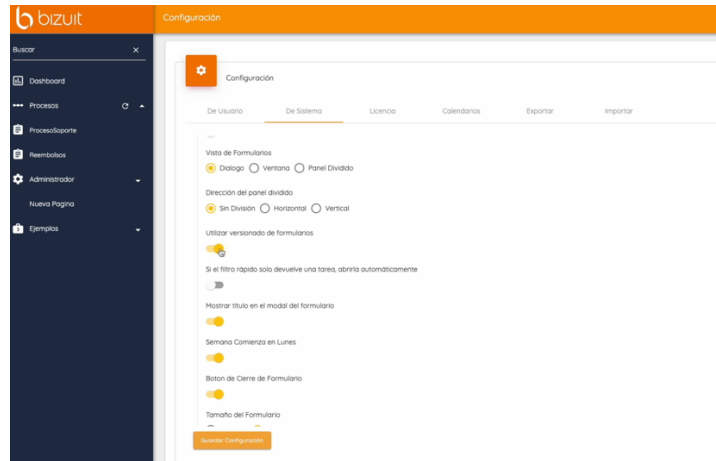 bizuit
Configuración
Buscar
Dashboard
Procesos
ProcesoSoporte
Reembolsos
Administrador
Nueva Pagina
Ejemplos
Configuración
De Usuario De Sistema Licencia Calendarios Exportar Importar
Vista de Formularios
Dialogo Ventana Panel Dividido
Dirección del panel dividido
Sin División Horizontal Vertical
Utilizar versionado de formularios
Si el filtro rápido solo devuelve una tarea, abrirla automáticamente
Mostrar título en el modal del formulario
Semana Comienza en Lunes
Boton de Cierre de Formulario
Tamaño del Formulario
Guardar Configuración